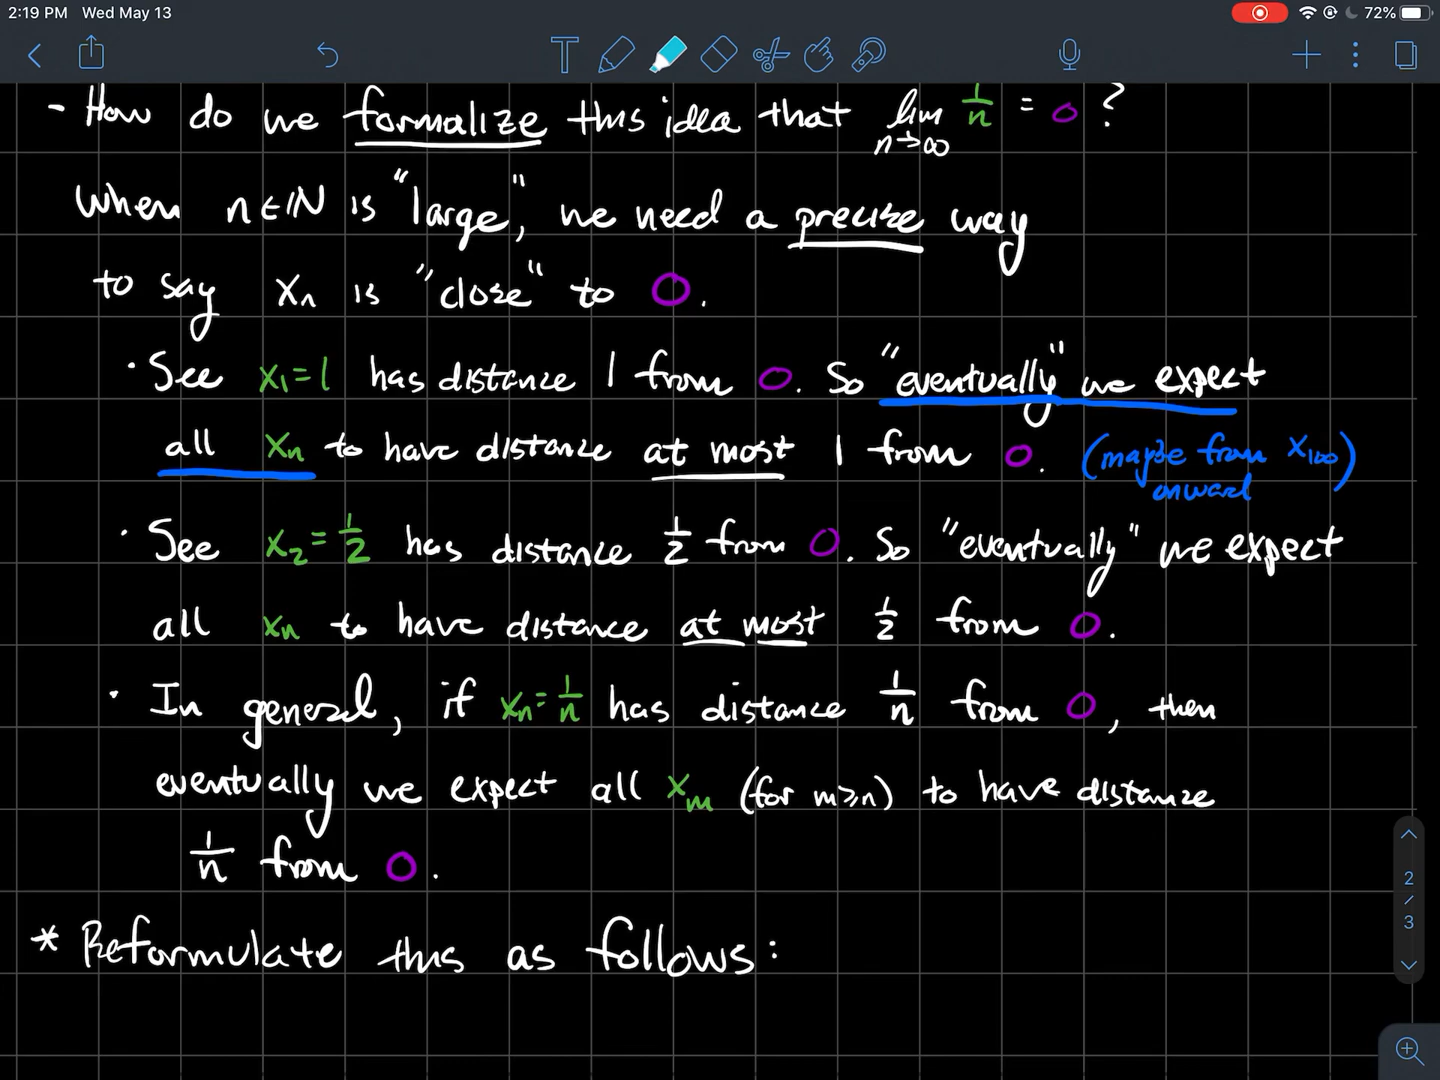 2:19 PM Wed May 13
72%
- How do we formalize this idea that lim n→∞ 1/n = 0 ?
When n∈ℕ is "large," we need a precise way
to say xₙ is "close" to 0.
· See x₁=1 has distance 1 from 0. So "eventually" we expect
all xₙ to have distance at most 1 from 0. (maybe from x₁₀₀
onward)
· See x₂=1/2 has distance 1/2 from 0. So "eventually" we expect
all xₙ to have distance at most 1/2 from 0.
· In general, if xₙ=1/n has distance 1/n from 0, then
eventually we expect all xₘ (for m≥n) to have distance
1/n from 0.
* Reformulate this as follows:
2
/
3